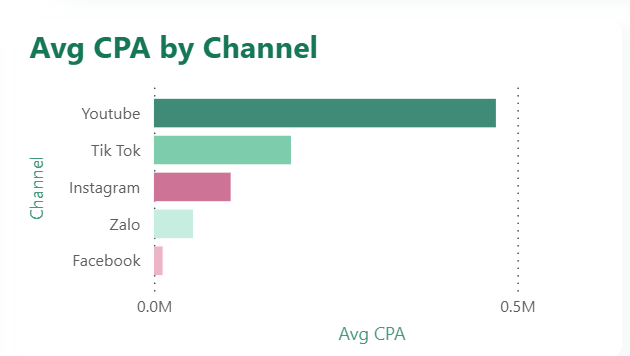 Avg CPA by Channel
Channel
Youtube
Tik Tok
Instagram
Zalo
Facebook
0.0M
0.5M
Avg CPA